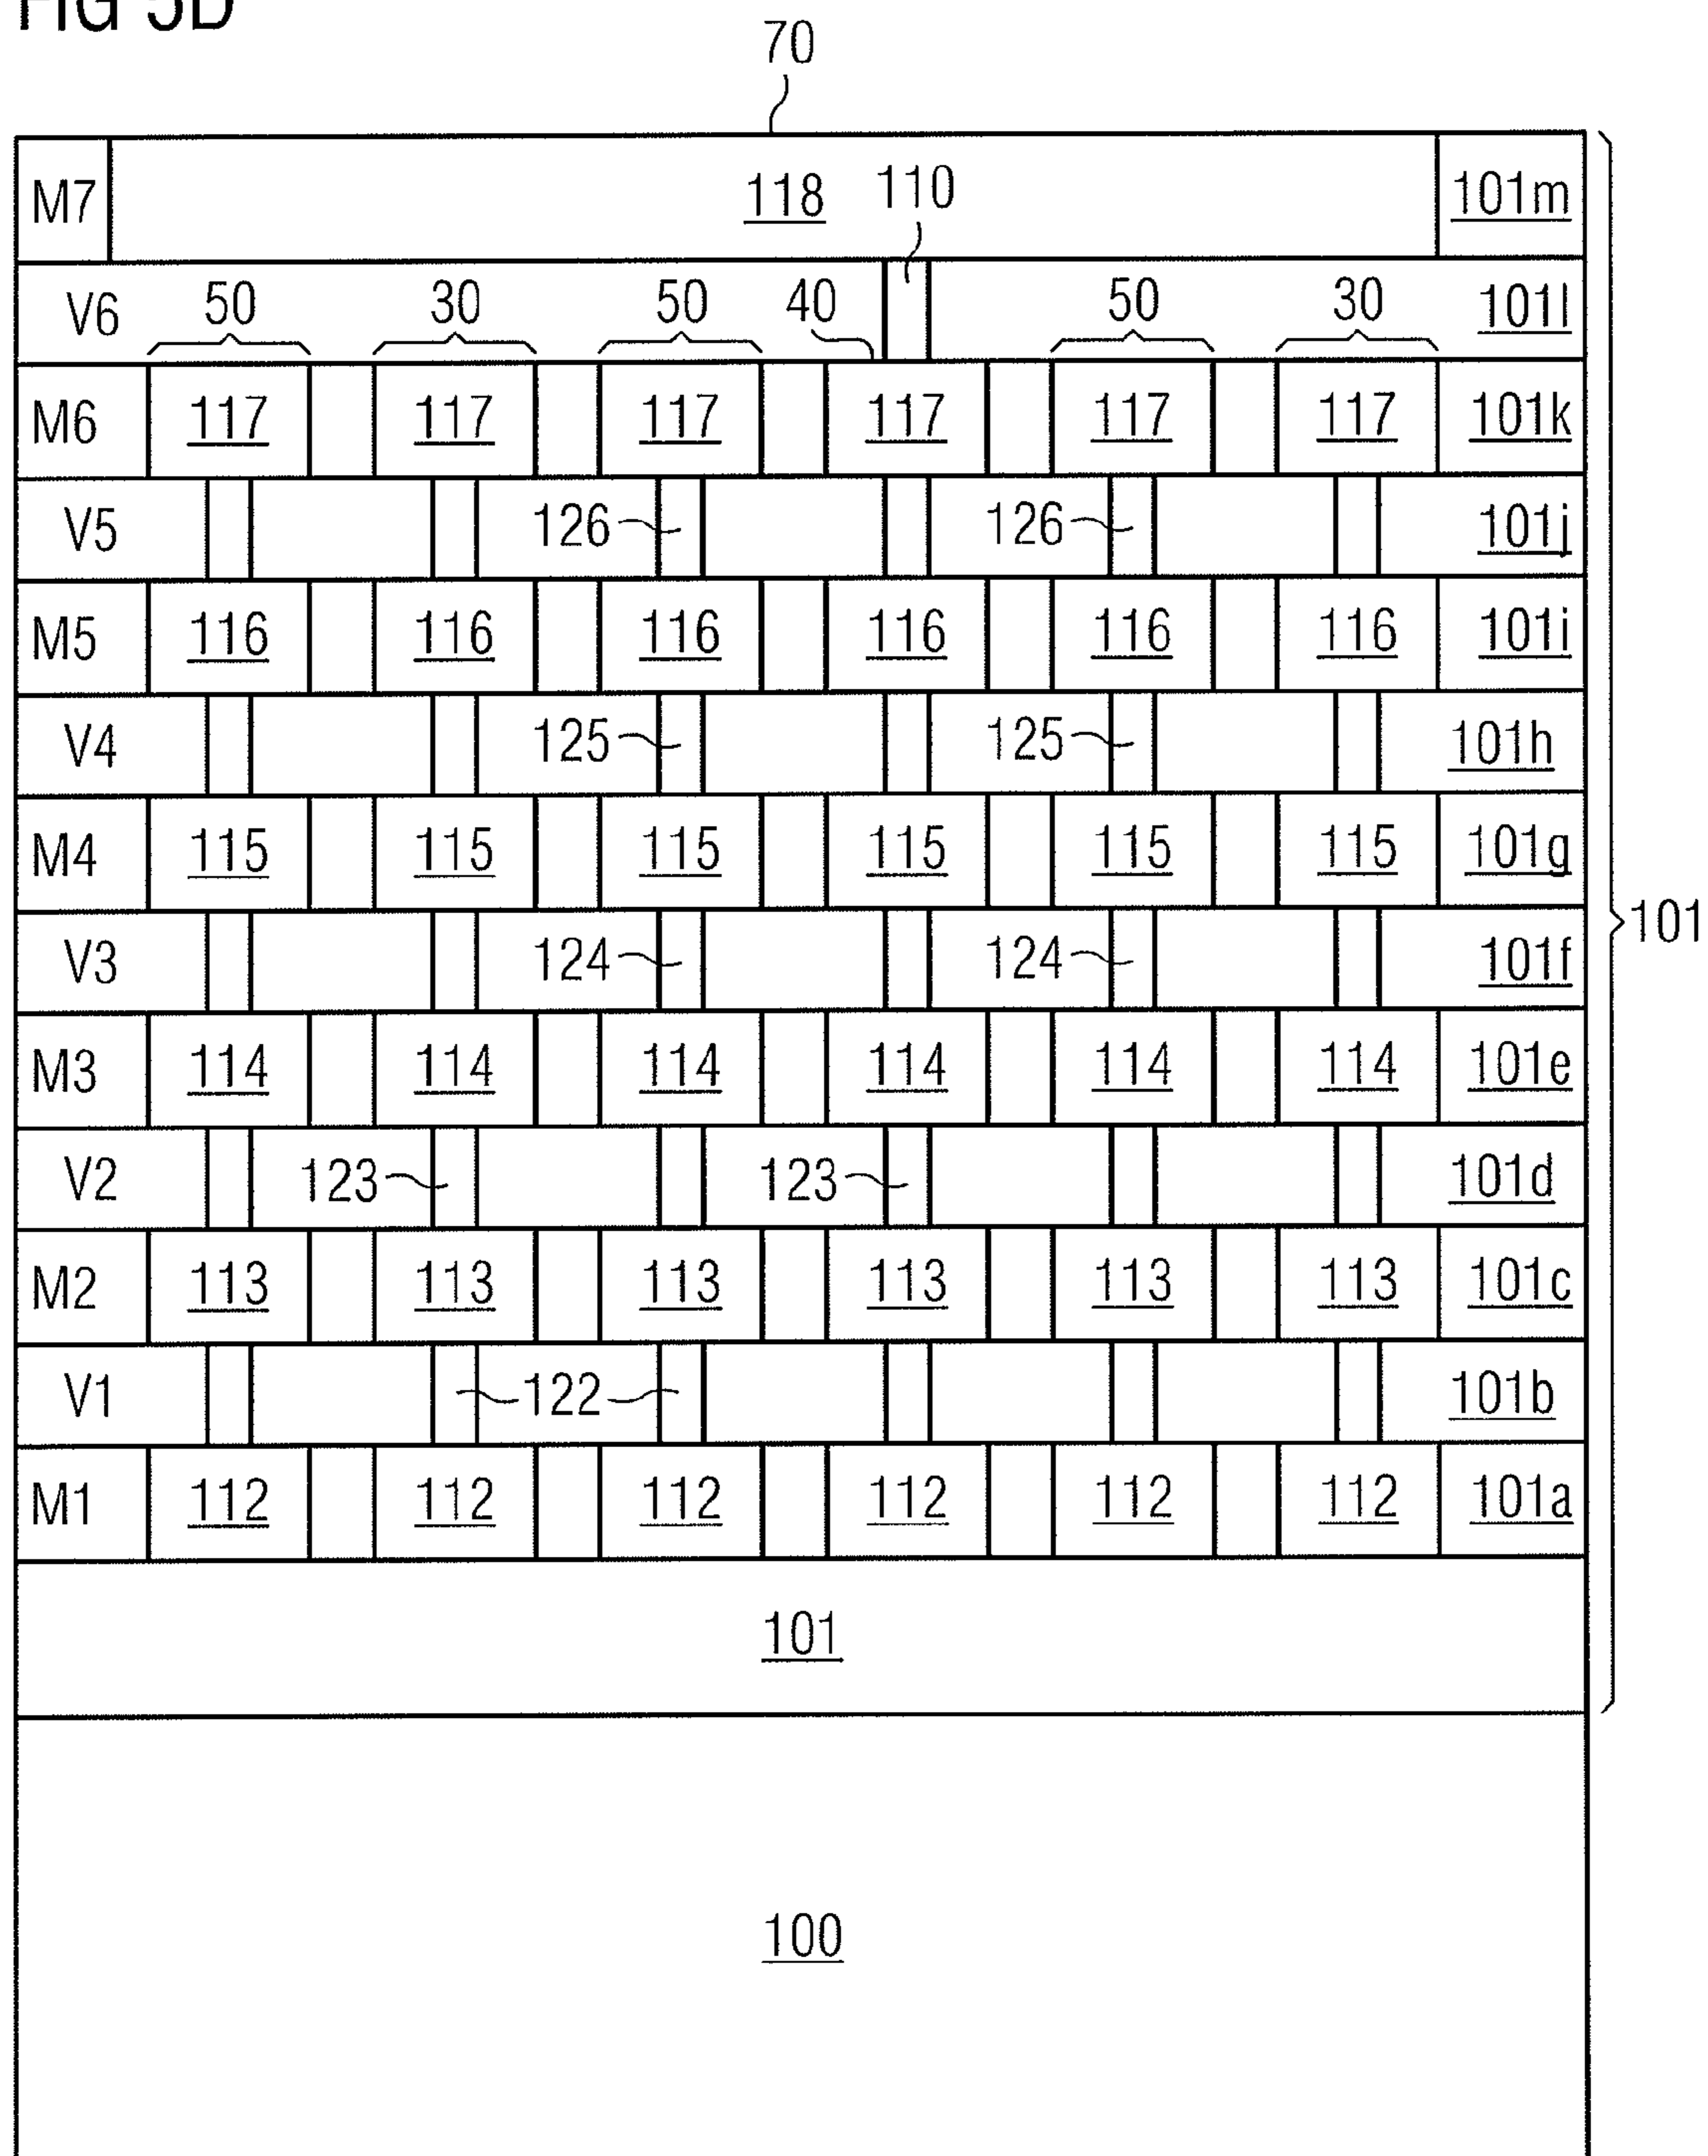 FIG 5D
70
M7 118 110 101m
V6 50 30 50 40 50 30 101l
M6 117 117 117 117 117 117 101k
V5 126 126 101j
M5 116 116 116 116 116 116 101i
V4 125 125 101h
M4 115 115 115 115 115 115 101g
V3 124 124 101f
101
M3 114 114 114 114 114 114 101e
V2 123 123 101d
M2 113 113 113 113 113 113 101c
V1 122 101b
M1 112 112 112 112 112 112 101a
101
100